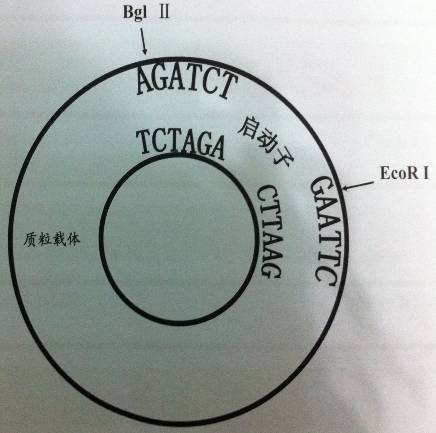 Bgl II
AGATCT
TCTAGA
启动子
EcoR I
GAATTC
CTTAAG
质粒载体